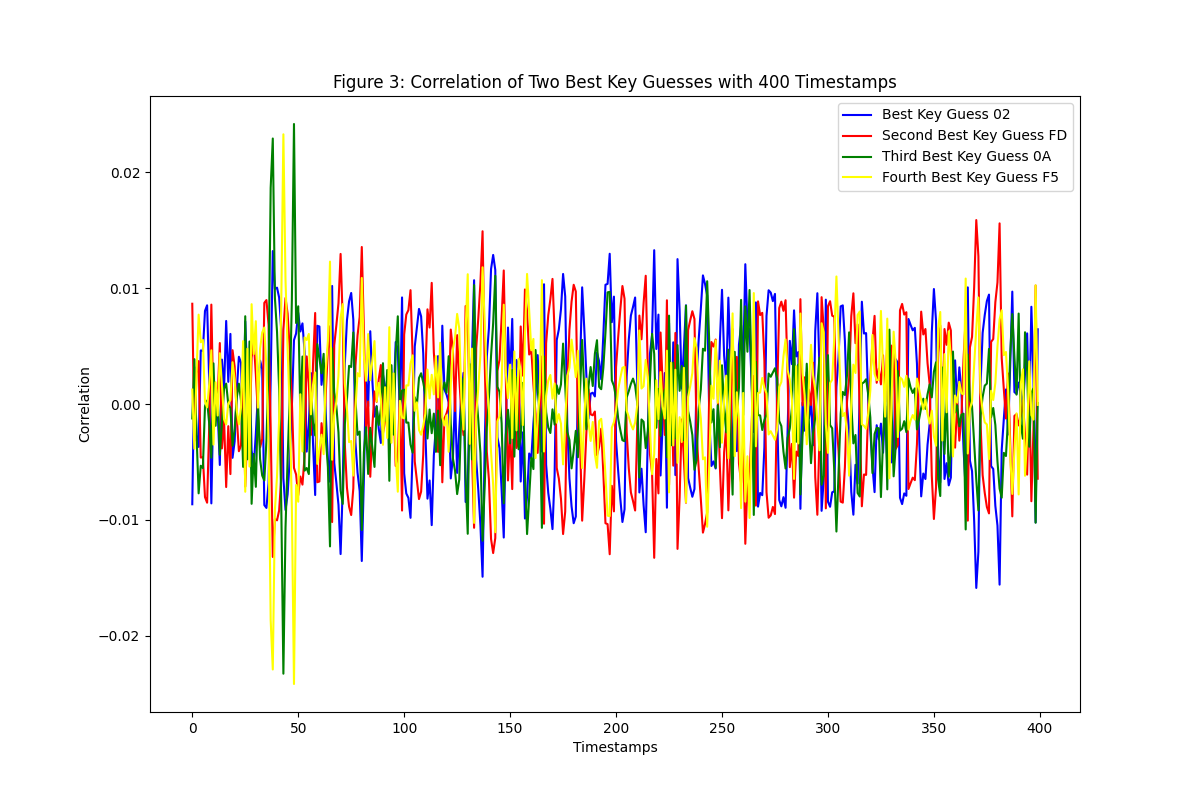 Figure 3: Correlation of Two Best Key Guesses with 400 Timestamps
Best Key Guess 02
Second Best Key Guess FD
Third Best Key Guess 0A
Fourth Best Key Guess F5
Correlation
0.02
0.01
0.00
−0.01
−0.02
0 50 100 150 200 250 300 350 400
Timestamps